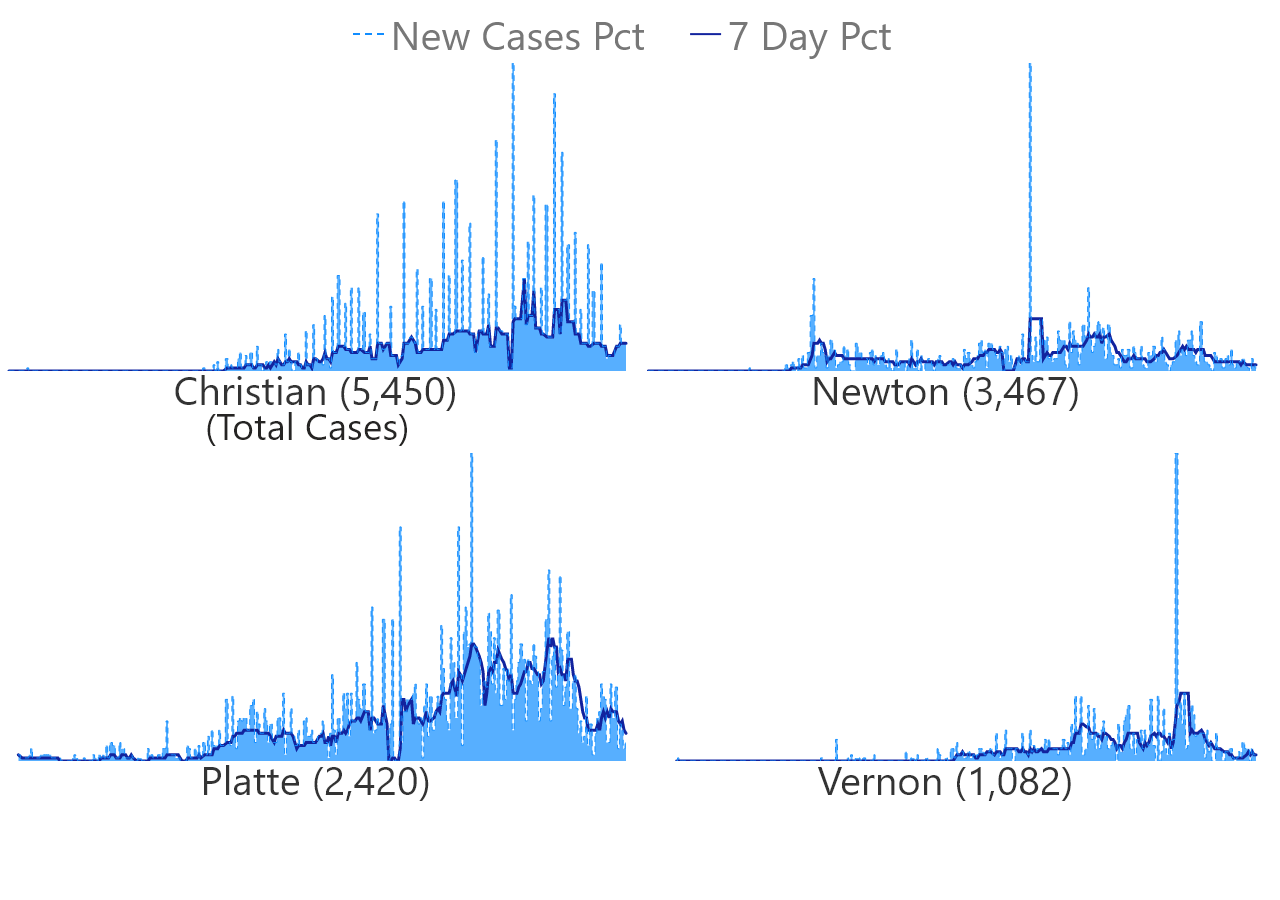 New Cases Pct 7 Day Pct
Christian (5,450)
(Total Cases)
Newton (3,467)
Platte (2,420)
Vernon (1,082)